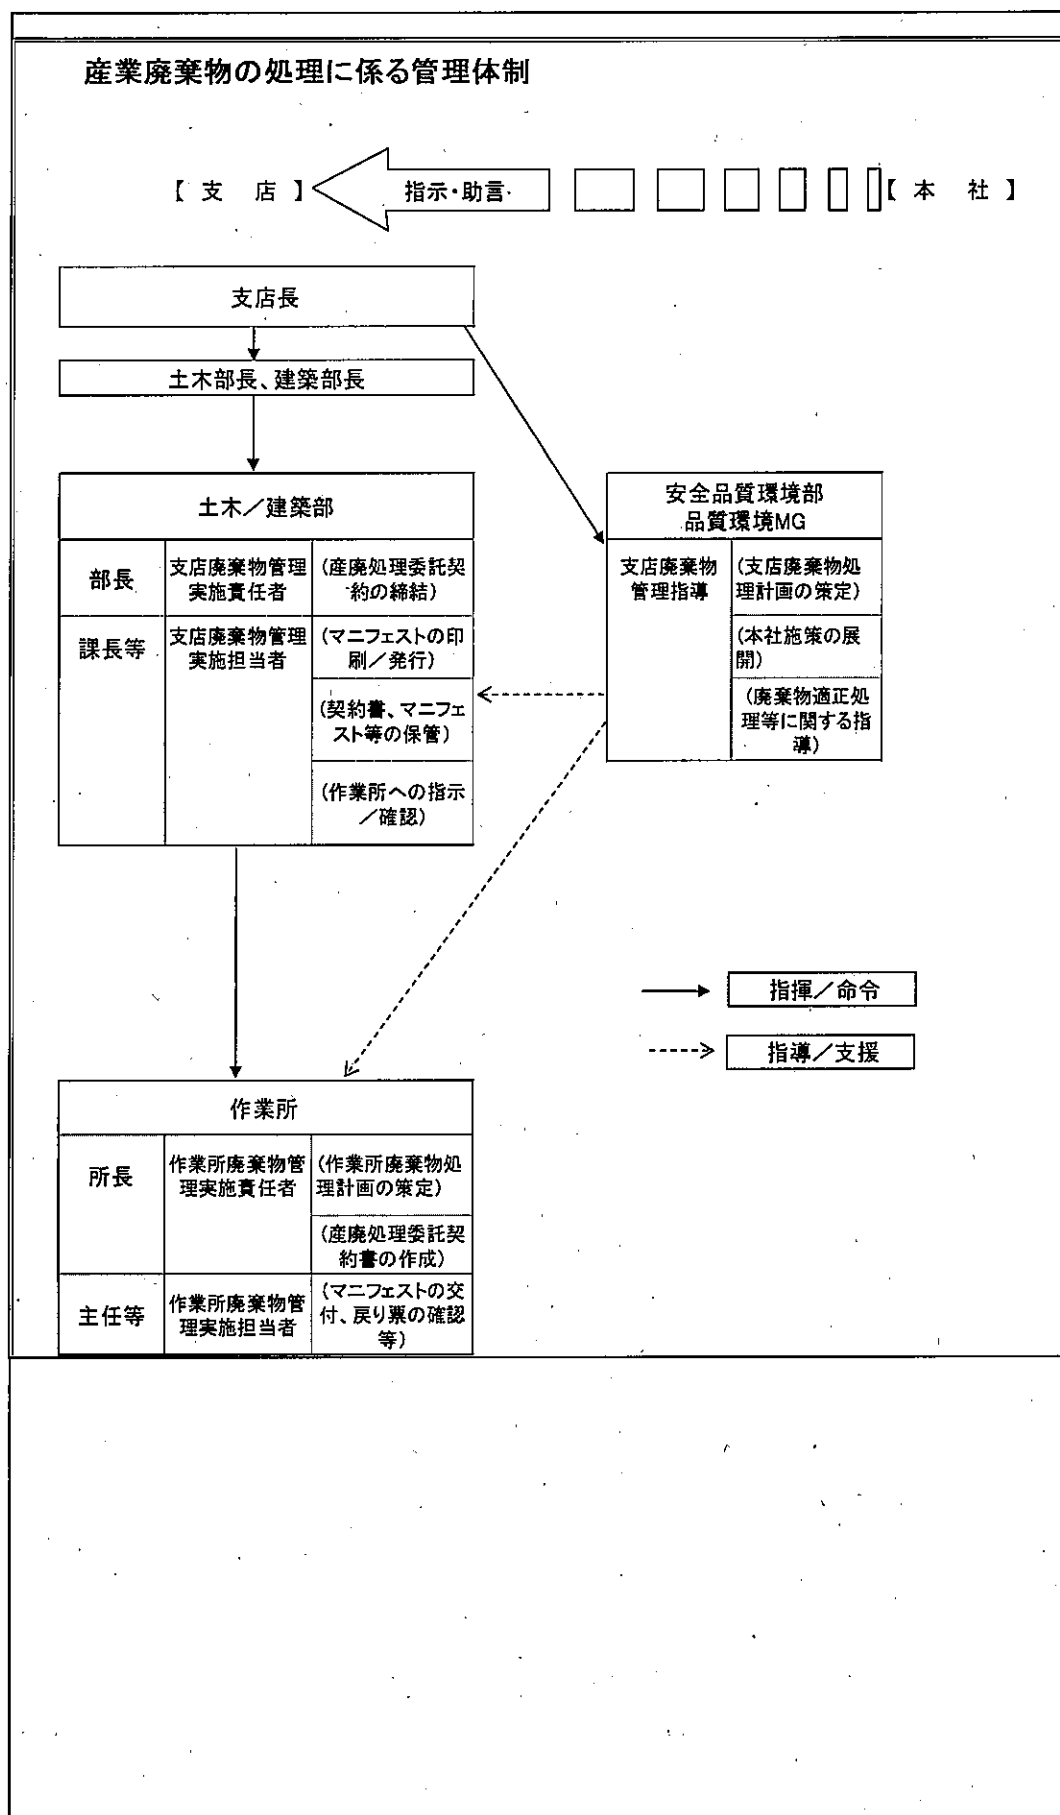 産業廃棄物の処理に係る管理体制
【 支 店 】
指示・助言
【 本 社 】
支店長
土木部長、建築部長
土木／建築部
部長
支店廃棄物管理
実施責任者
(産廃処理委託契
約の締結)
課長等
支店廃棄物管理
実施担当者
(マニフェストの印
刷／発行)
(契約書、マニフェ
スト等の保管)
(作業所への指示
／確認)
安全品質環境部
品質環境MG
支店廃棄物
管理指導
(支店廃棄物処
理計画の策定)
(本社施策の展
開)
(廃棄物適正処
理等に関する指
導)
指揮／命令
指導／支援
作業所
所長
作業所廃棄物管
理実施責任者
(作業所廃棄物処
理計画の策定)
(産廃処理委託契
約書の作成)
主任等
作業所廃棄物管
理実施担当者
(マニフェストの交
付、戻り票の確認
等)